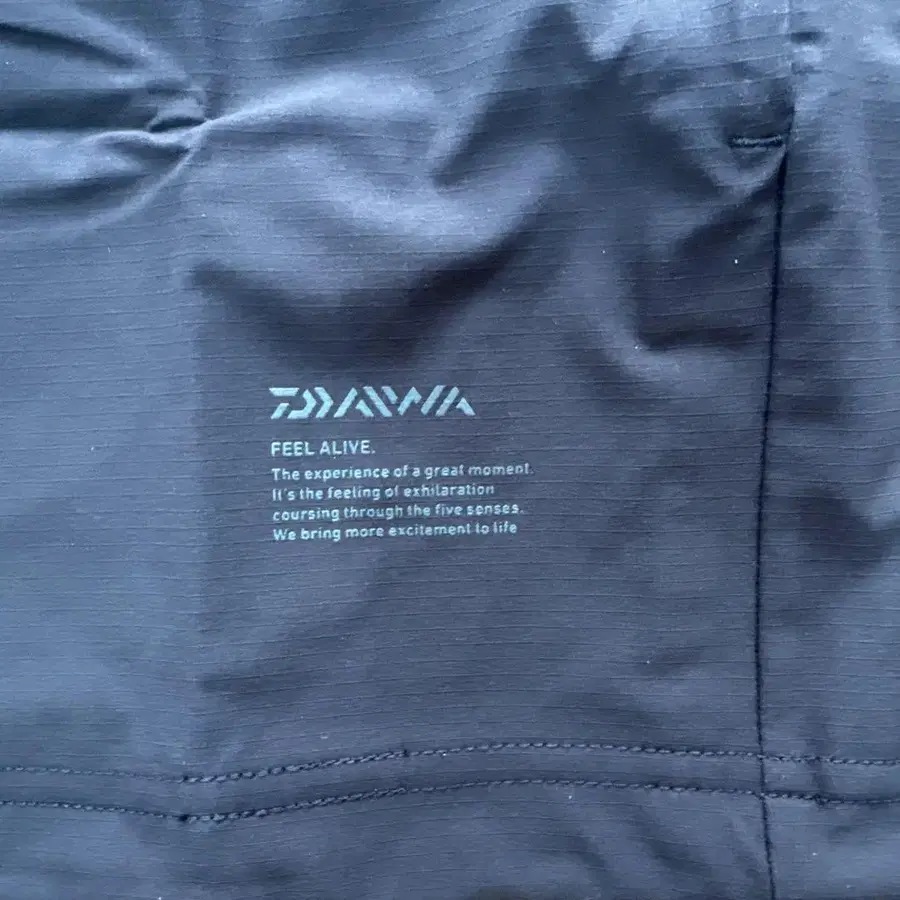 DAIWA
FEEL ALIVE.
The experience of a great moment.
It's the feeling of exhilaration
coursing through the five senses.
We bring more excitement to life